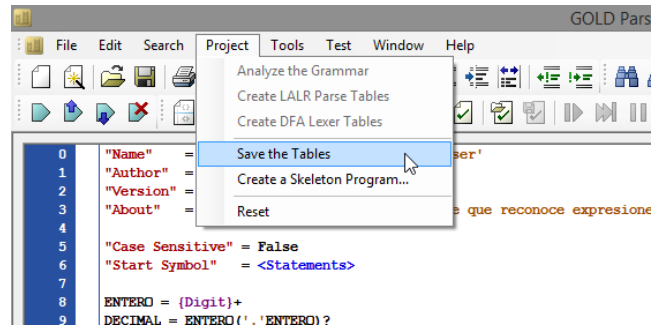 GOLD Pars
File Edit Search Project Tools Test Window Help
Analyze the Grammar
Create LALR Parse Tables
Create DFA Lexer Tables
Save the Tables
Create a Skeleton Program...
Reset
0 "Name" = ser'
1 "Author" =
2 "Version" =
3 "About" = e que reconoce expresione
4
5 "Case Sensitive" = False
6 "Start Symbol" = <Statements>
7
8 ENTERO = {Digit}+
9 DECIMAL = ENTERO('.'ENTERO)?